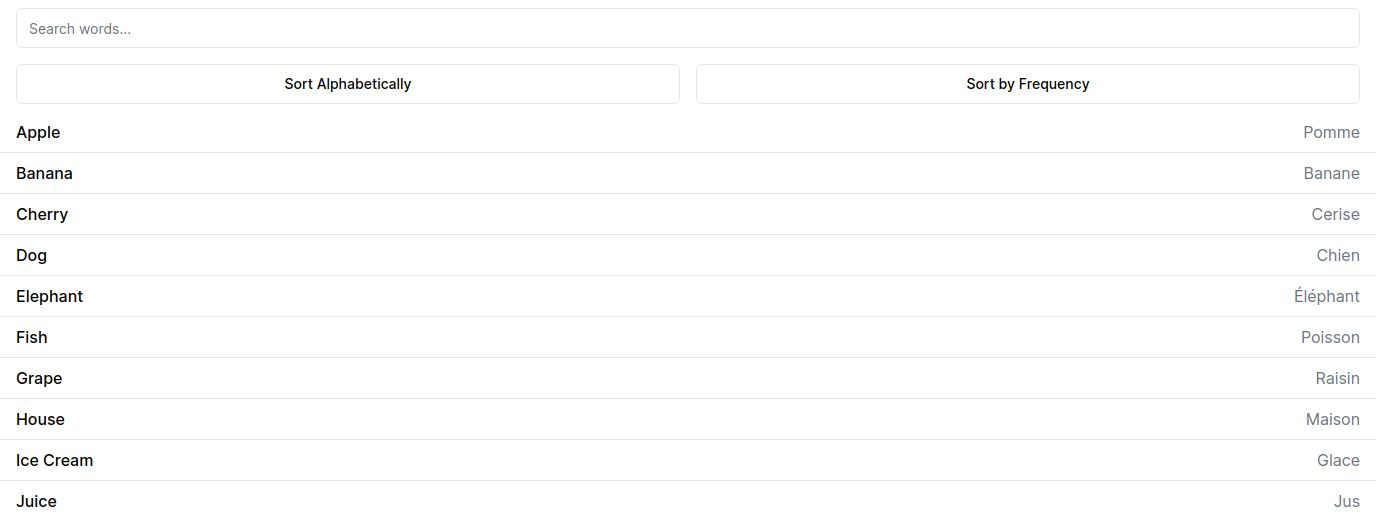 Search words...
Sort Alphabetically Sort by Frequency
Apple Pomme
Banana Banane
Cherry Cerise
Dog Chien
Elephant Éléphant
Fish Poisson
Grape Raisin
House Maison
Ice Cream Glace
Juice Jus